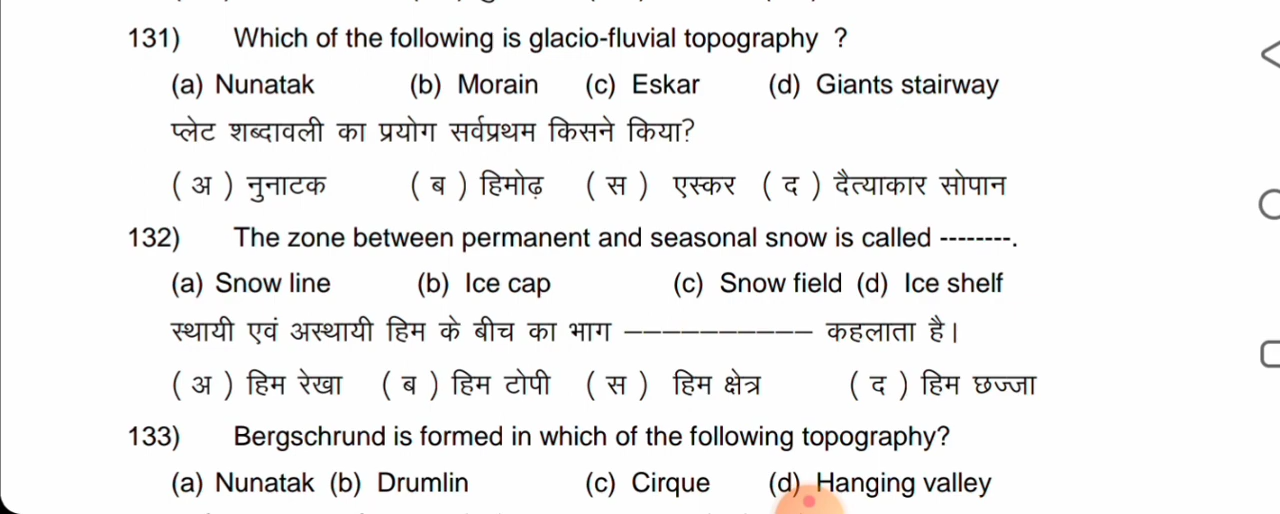 131) Which of the following is glacio-fluvial topography ?
(a) Nunatak (b) Morain (c) Eskar (d) Giants stairway
प्लेट शब्दावली का प्रयोग सर्वप्रथम किसने किया?
( अ ) नुनाटक ( ब ) हिमोढ़ ( स ) एस्कर ( द ) दैत्याकार सोपान
132) The zone between permanent and seasonal snow is called --------.
(a) Snow line (b) Ice cap (c) Snow field (d) Ice shelf
स्थायी एवं अस्थायी हिम के बीच का भाग –––––––––– कहलाता है।
( अ ) हिम रेखा ( ब ) हिम टोपी ( स ) हिम क्षेत्र ( द ) हिम छज्जा
133) Bergschrund is formed in which of the following topography?
(a) Nunatak (b) Drumlin (c) Cirque (d) Hanging valley